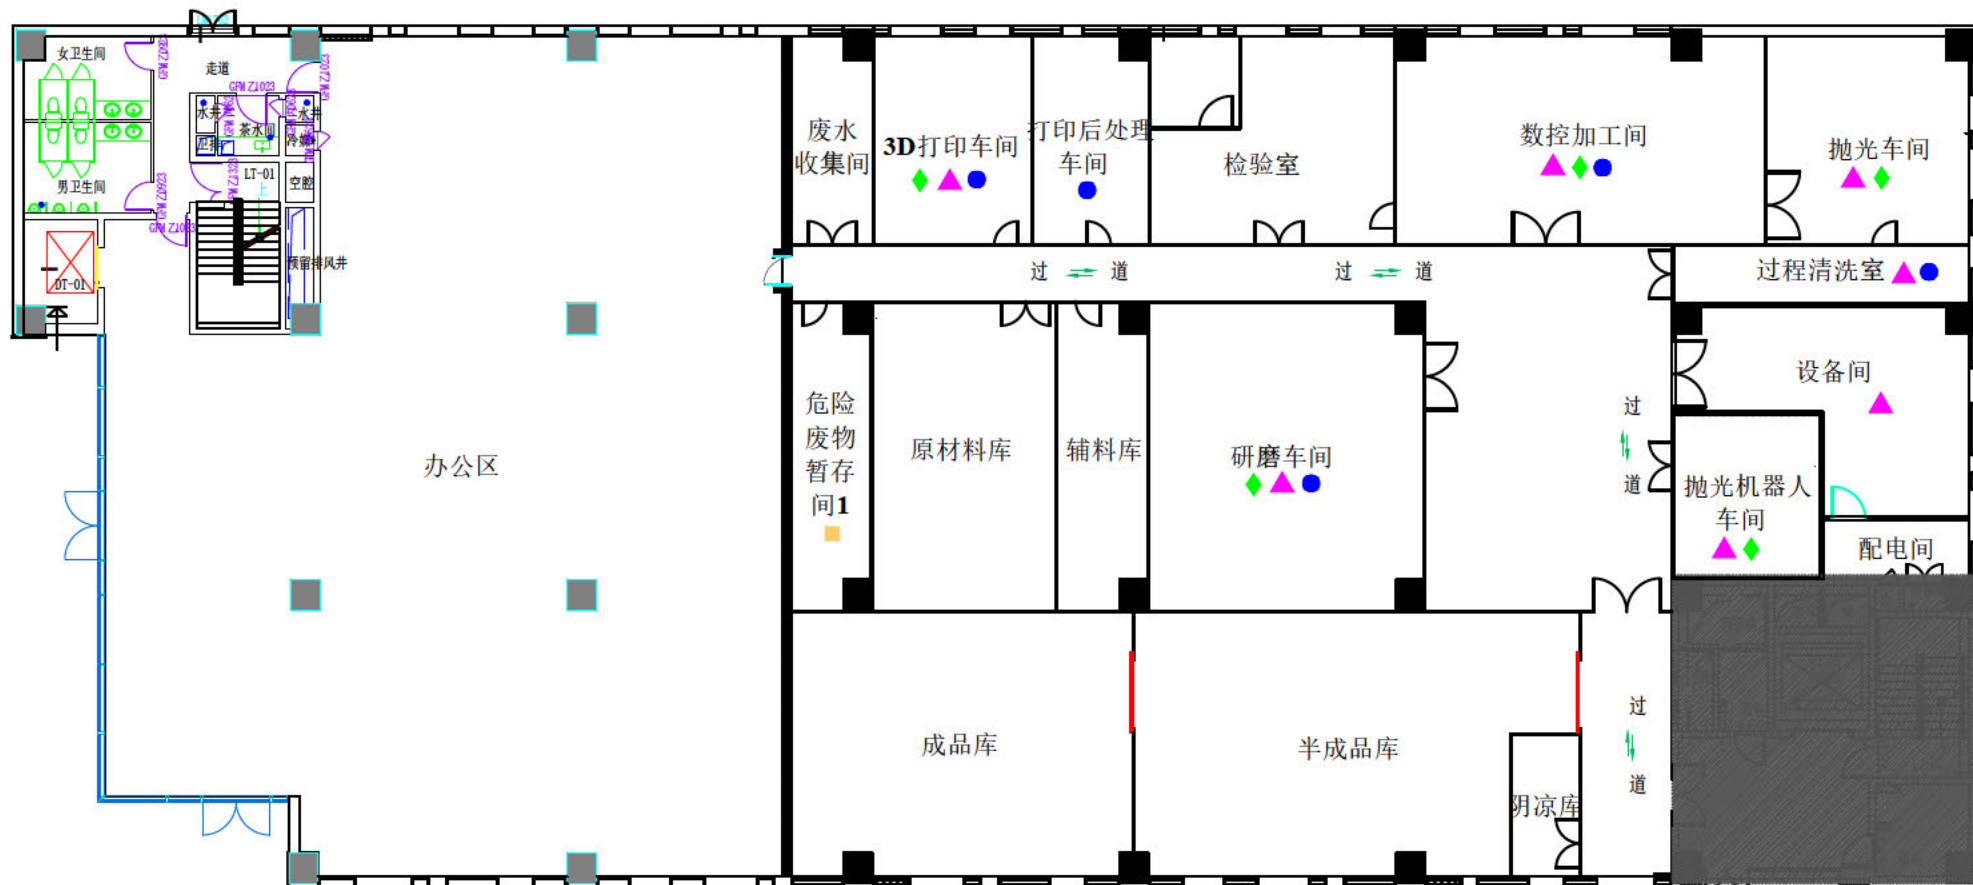 女卫生间
走道
GFMZ1023
GFMZ1023
水井
茶水间
水井
男卫生间
GFMZ0923
LT-01
上
空腔
GFMZ1023
DT-01
预留排风井
办公区
废水
收集间
3D打印车间
打印后处理
车间
检验室
数控加工间
抛光车间
过 道
过 道
过程清洗室
危险
废物
暂存
间1
原材料库
辅料库
研磨车间
过
道
设备间
抛光机器人
车间
配电间
成品库
半成品库
阴凉库
过
道